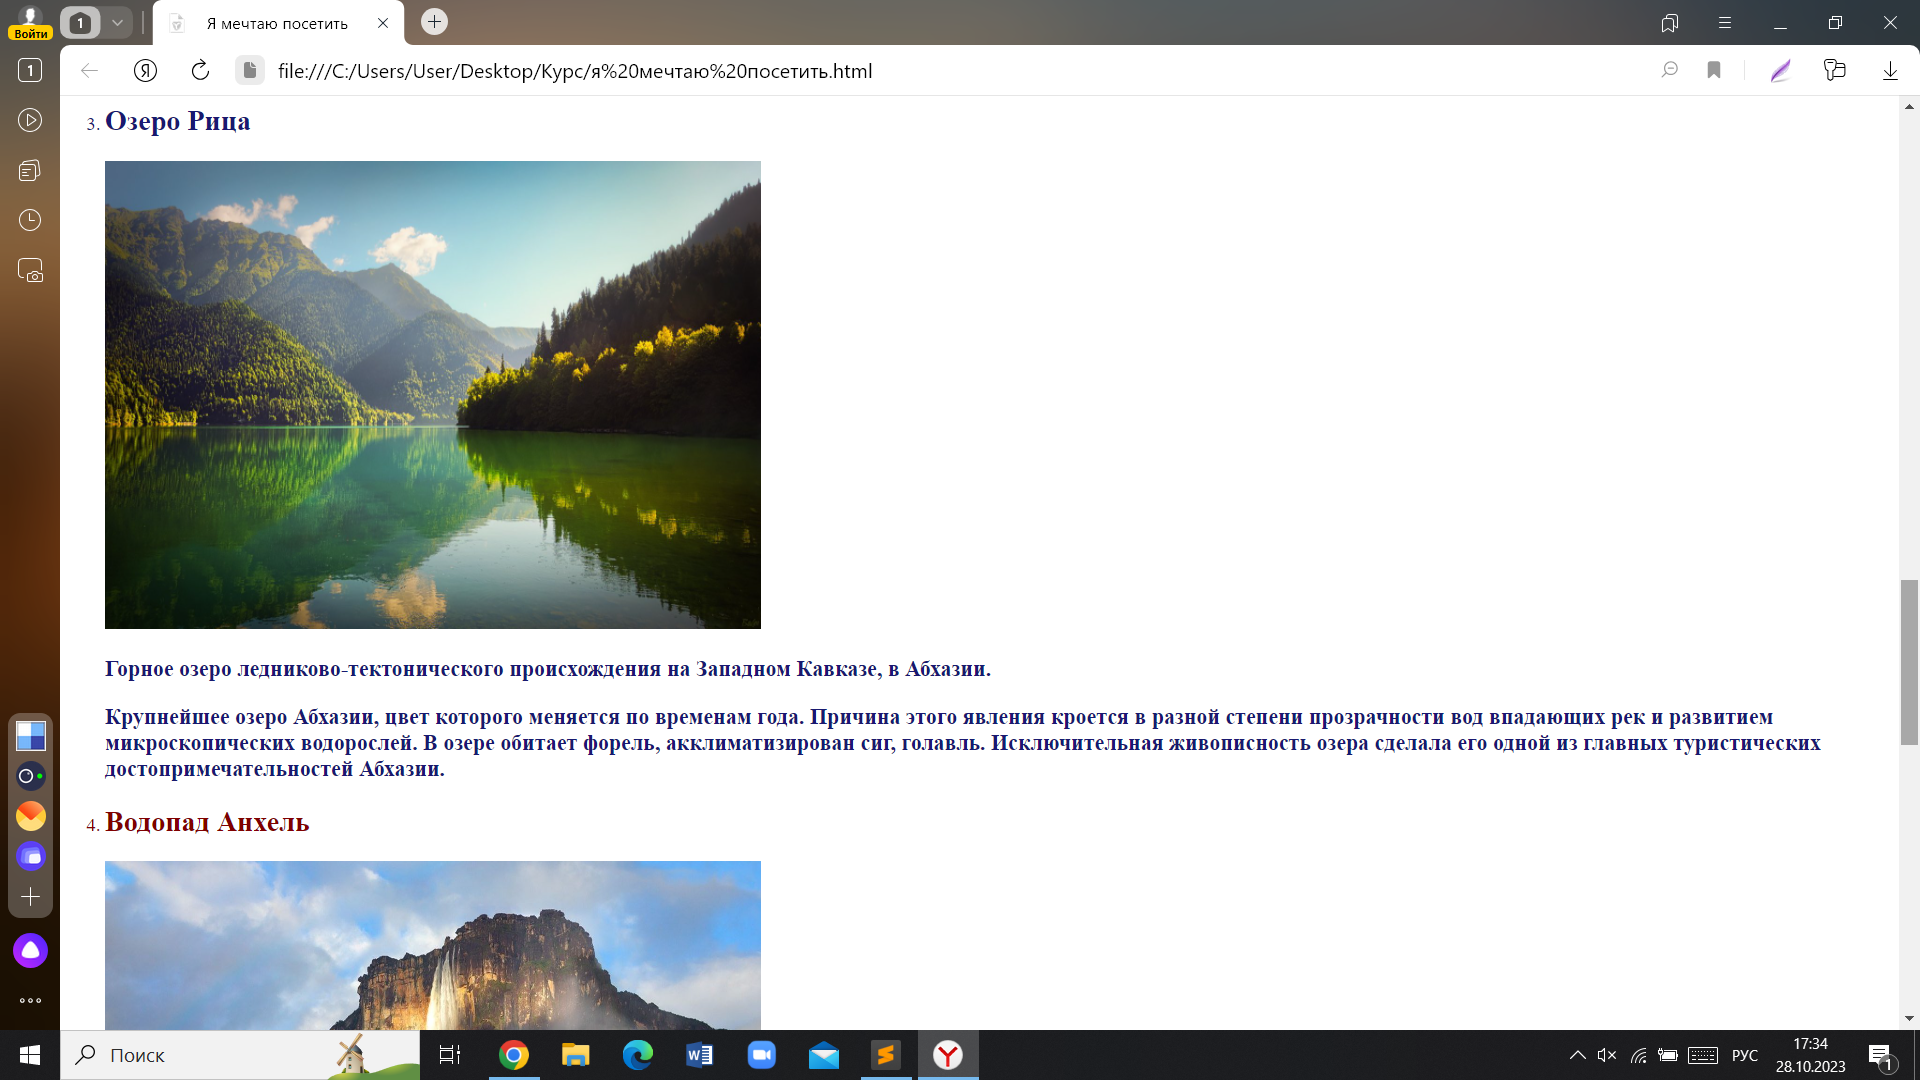 1
Я мечтаю посетить
Войти
1
Я
file:///C:/Users/User/Desktop/Курс/я%20мечтаю%20посетить.html
3. Озеро Рица
Горное озеро ледниково-тектонического происхождения на Западном Кавказе, в Абхазии.
Крупнейшее озеро Абхазии, цвет которого меняется по временам года. Причина этого явления кроется в разной степени прозрачности вод впадающих рек и развитием
микроскопических водорослей. В озере обитает форель, акклиматизирован сиг, голавль. Исключительная живописность озера сделала его одной из главных туристических
достопримечательностей Абхазии.
4. Водопад Анхель
Поиск
РУС
17:34
28.10.2023
1